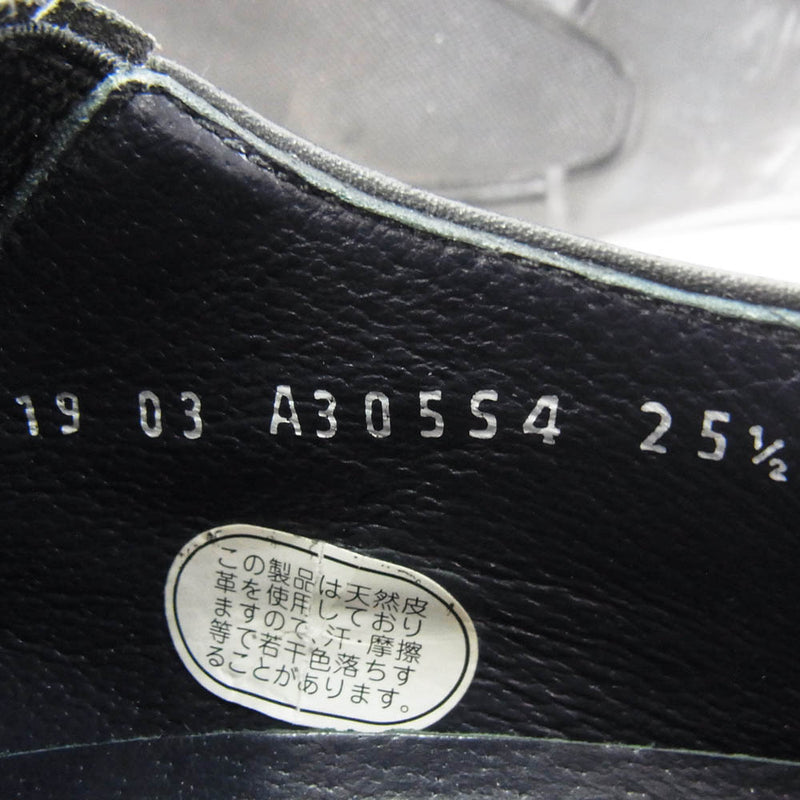 19 03 A305S4 25½
この製品は天然皮
革を使用しており
ますので、汗・摩擦
等で若干色落ちす
ることがあります。